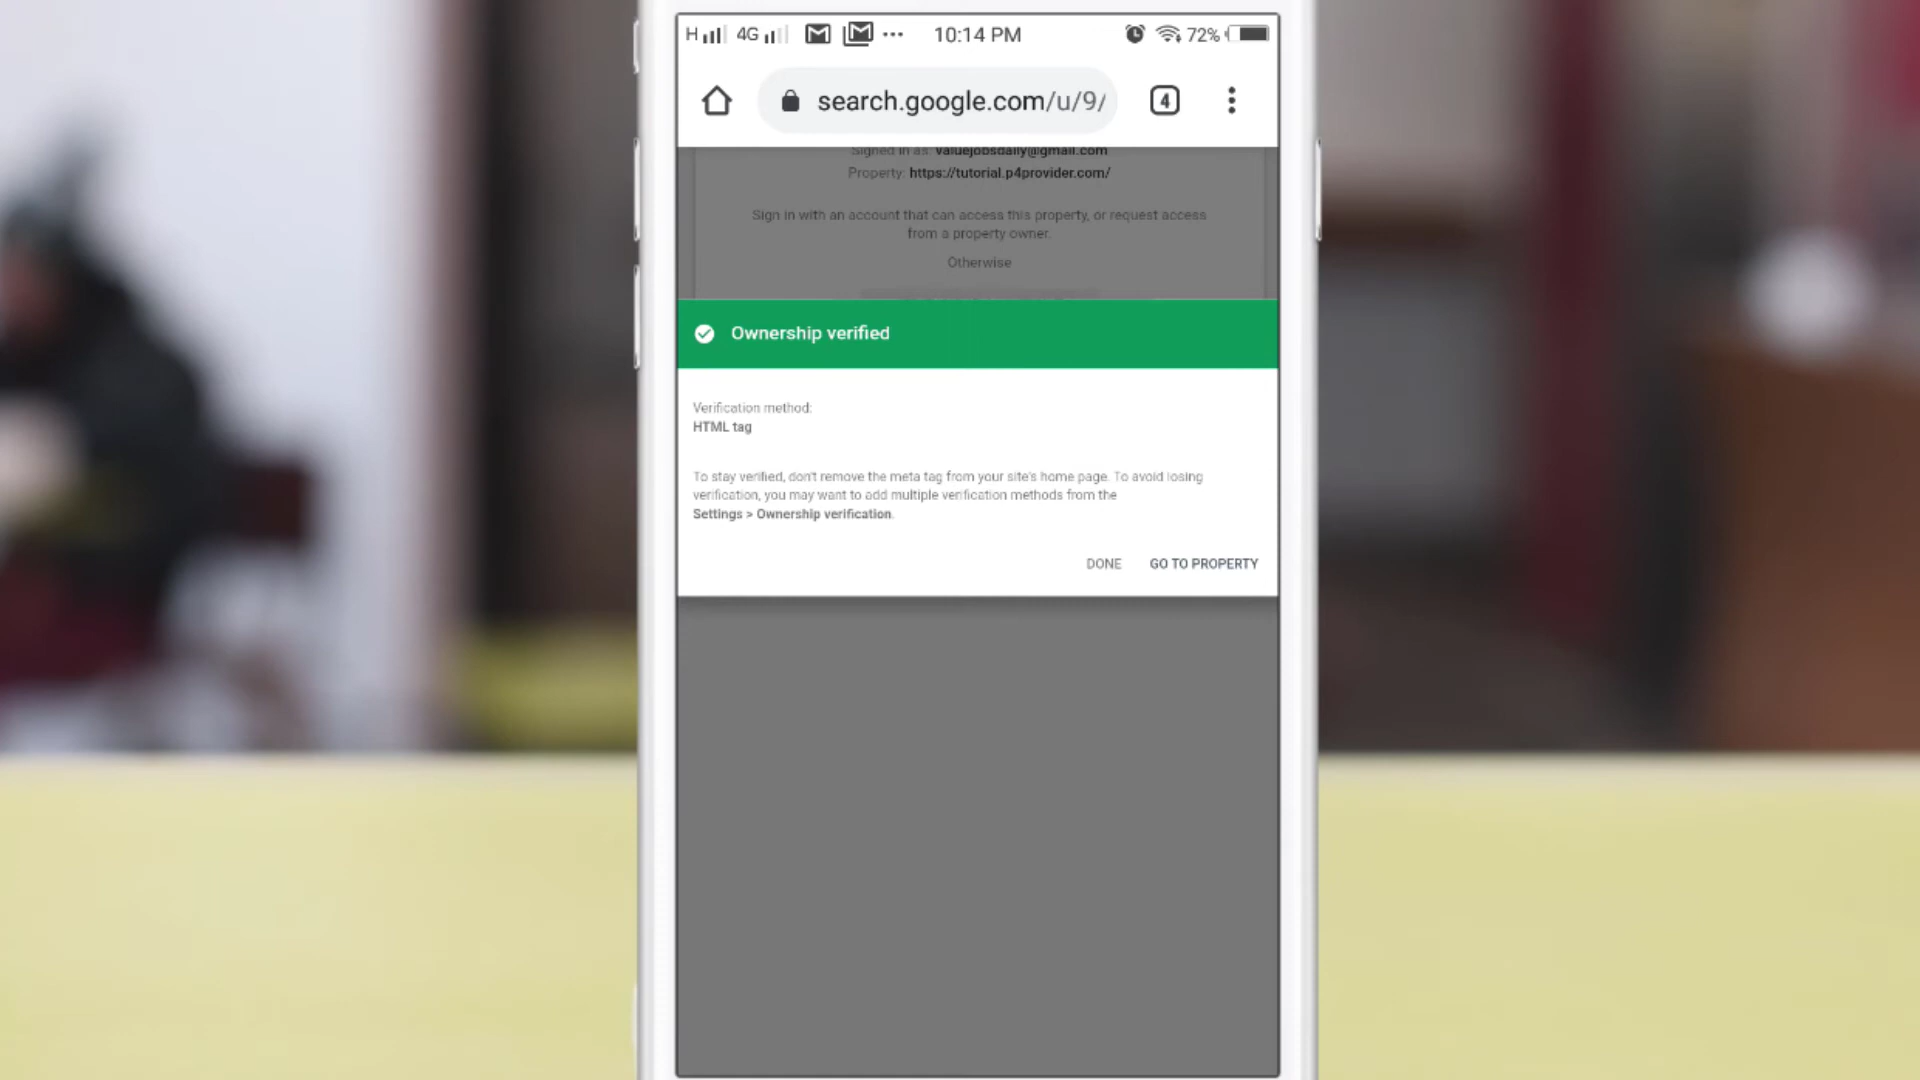 H 4G 10:14 PM 72%
search.google.com/u/9/ 4
Signed in as: valuejobsdaily@gmail.com
Property: https://tutorial.p4provider.com/
Sign in with an account that can access this property, or request access
from a property owner.
Otherwise
Ownership verified
Verification method:
HTML tag
To stay verified, don't remove the meta tag from your site's home page. To avoid losing
verification, you may want to add multiple verification methods from the
Settings > Ownership verification.
DONE GO TO PROPERTY